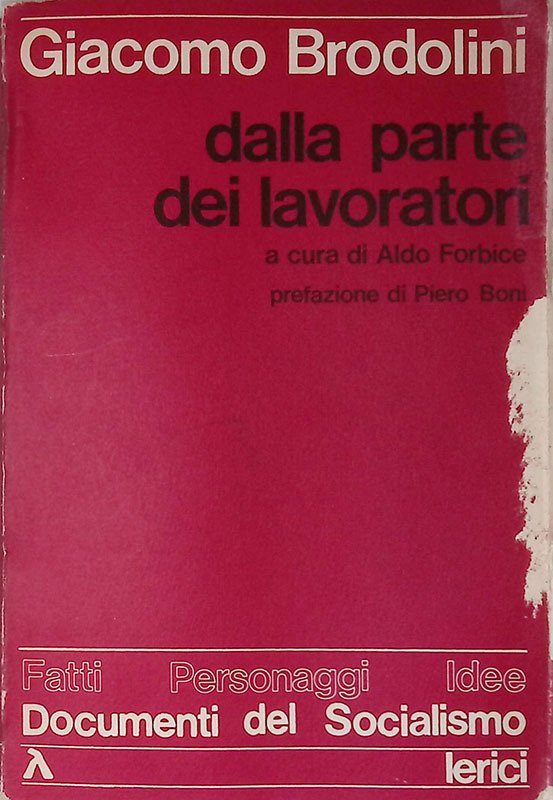 Giacomo Brodolini
dalla parte
dei lavoratori
a cura di Aldo Forbice
prefazione di Piero Boni
Fatti Personaggi Idee
Documenti del Socialismo
λ lerici